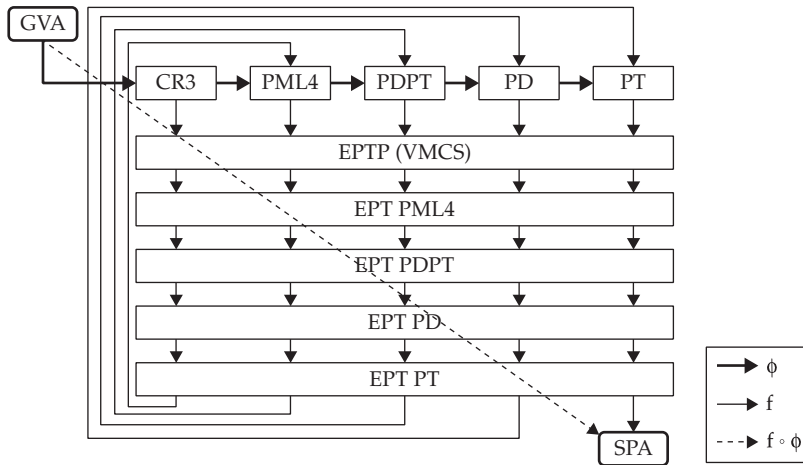 GVA
CR3 PML4 PDPT PD PT
EPTP (VMCS)
EPT PML4
EPT PDPT
EPT PD
EPT PT
SPA
ϕ
f
f ∘ ϕ